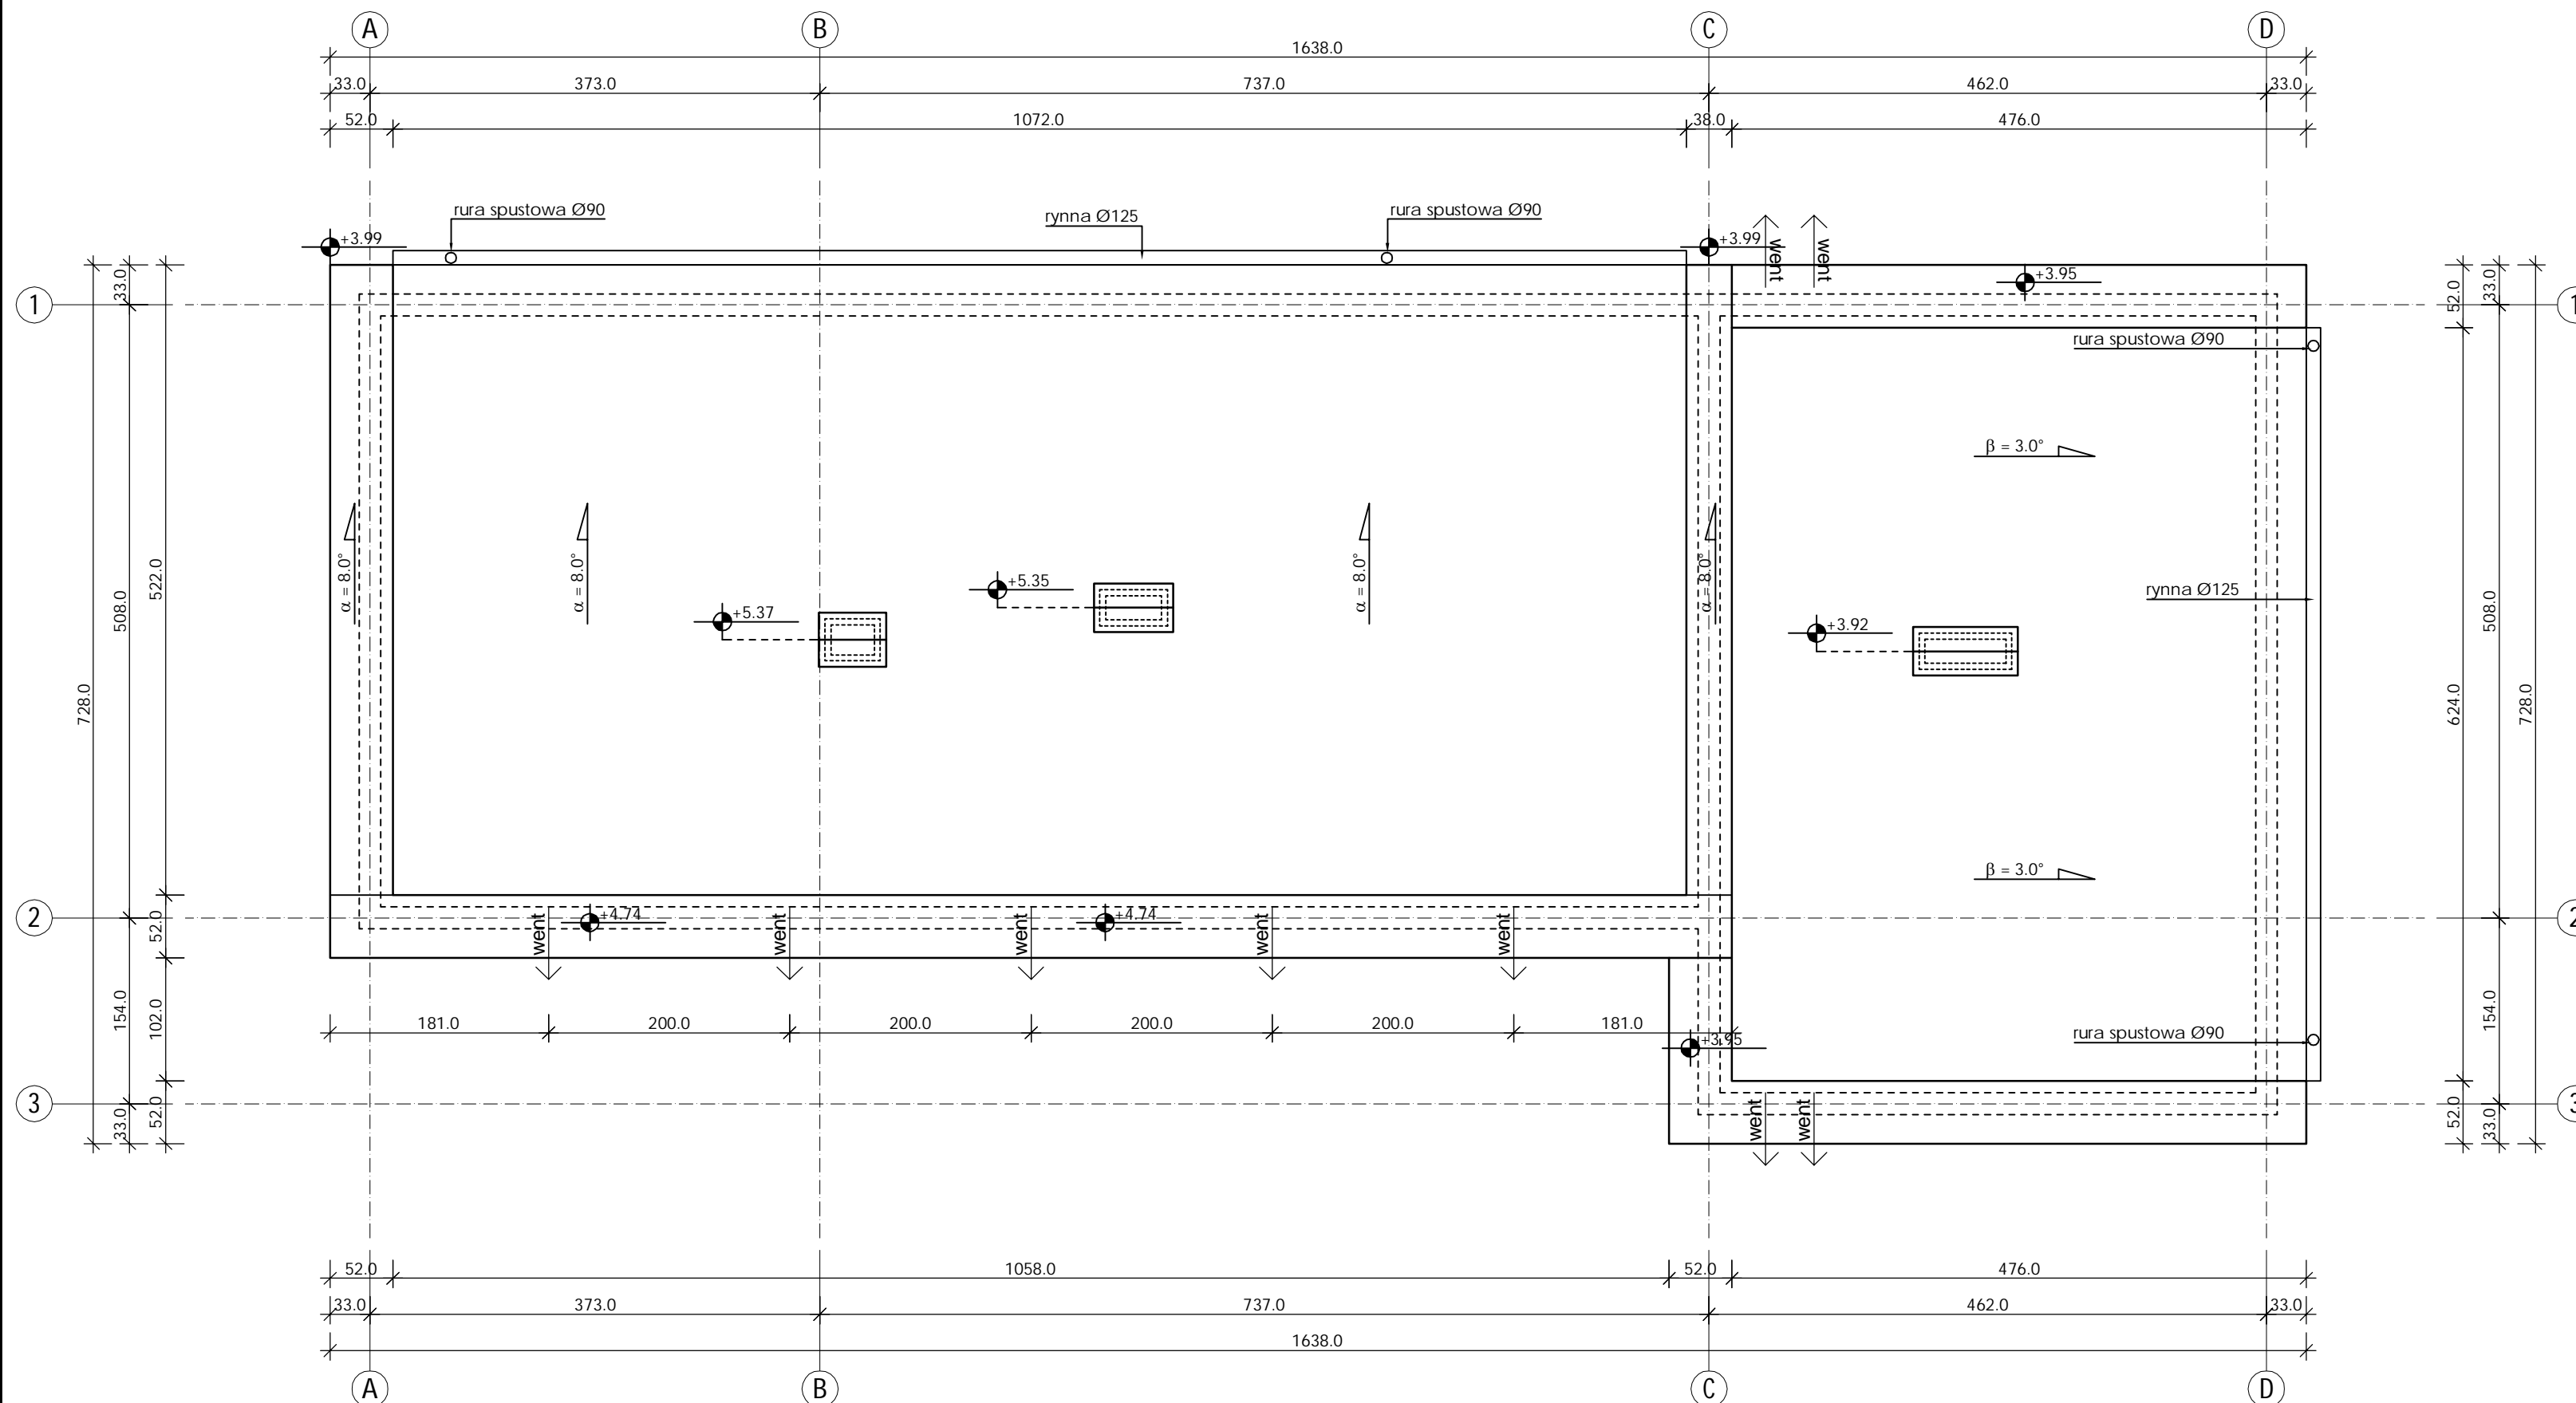 A B C D
1638.0
33.0 373.0 737.0 462.0 33.0
52.0 1072.0 38.0 476.0
rura spustowa Ø90
rynna Ø125
rura spustowa Ø90
+3.99
+3.99
went
went
+3.95
33.0
52.0
33.0
1
1
rura spustowa Ø90
β = 3.0°
α = 8.0°
α = 8.0°
α = 8.0°
α = 8.0°
522.0
508.0
728.0
+5.35
+5.37
+3.92
rynna Ø125
508.0
624.0
728.0
β = 3.0°
2
52.0
went
+4.74
went
went
+4.74
went
went
2
154.0
102.0
181.0 200.0 200.0 200.0 200.0 181.0
+3.95
rura spustowa Ø90
154.0
3
33.0
52.0
went
went
52.0
33.0
3
52.0 1058.0 52.0 476.0
33.0 373.0 737.0 462.0 33.0
1638.0
A B C D